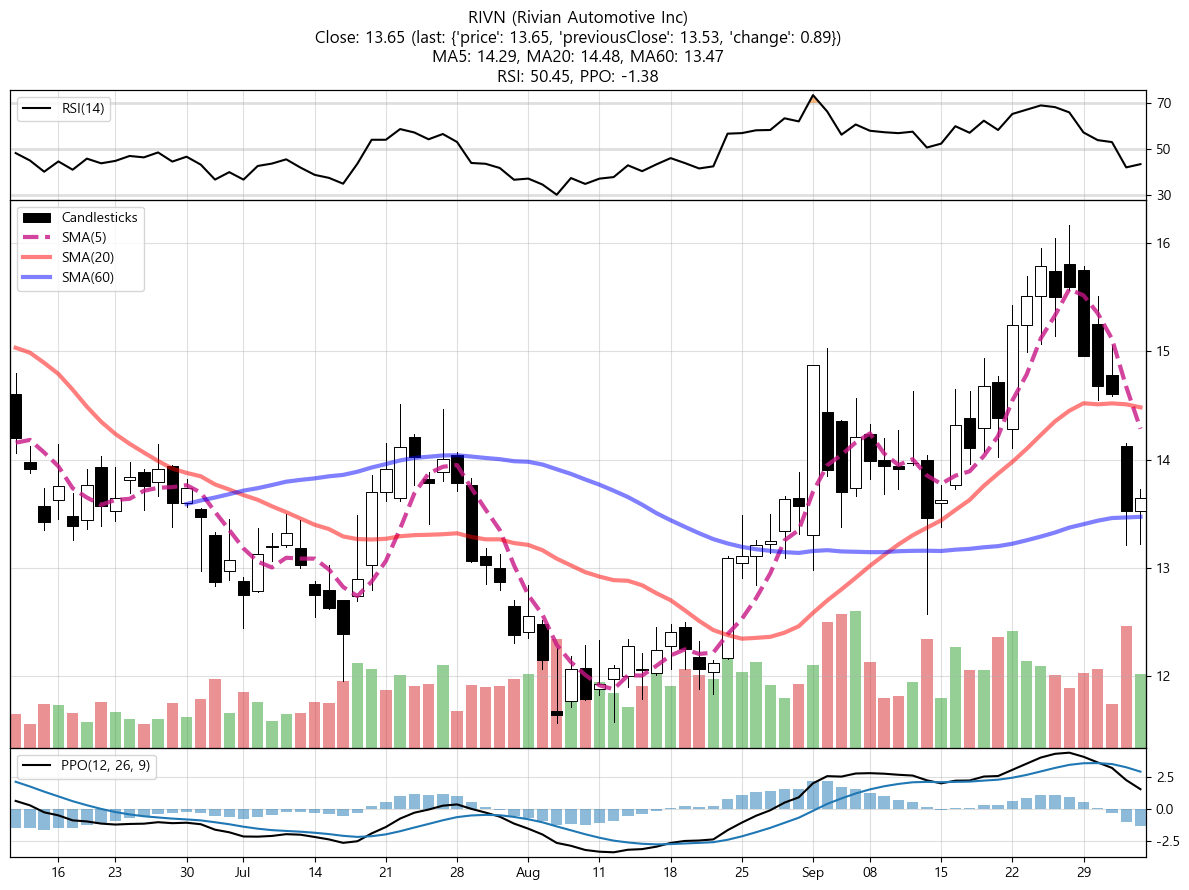 RIVN (Rivian Automotive Inc)
Close: 13.65 (last: {'price': 13.65, 'previousClose': 13.53, 'change': 0.89})
MA5: 14.29, MA20: 14.48, MA60: 13.47
RSI: 50.45, PPO: -1.38
RSI(14)
70
50
30
Candlesticks
SMA(5)
SMA(20)
SMA(60)
16
15
14
13
12
PPO(12, 26, 9)
2.5
0.0
−2.5
16 23 30 Jul 14 21 28 Aug 11 18 25 Sep 08 15 22 29